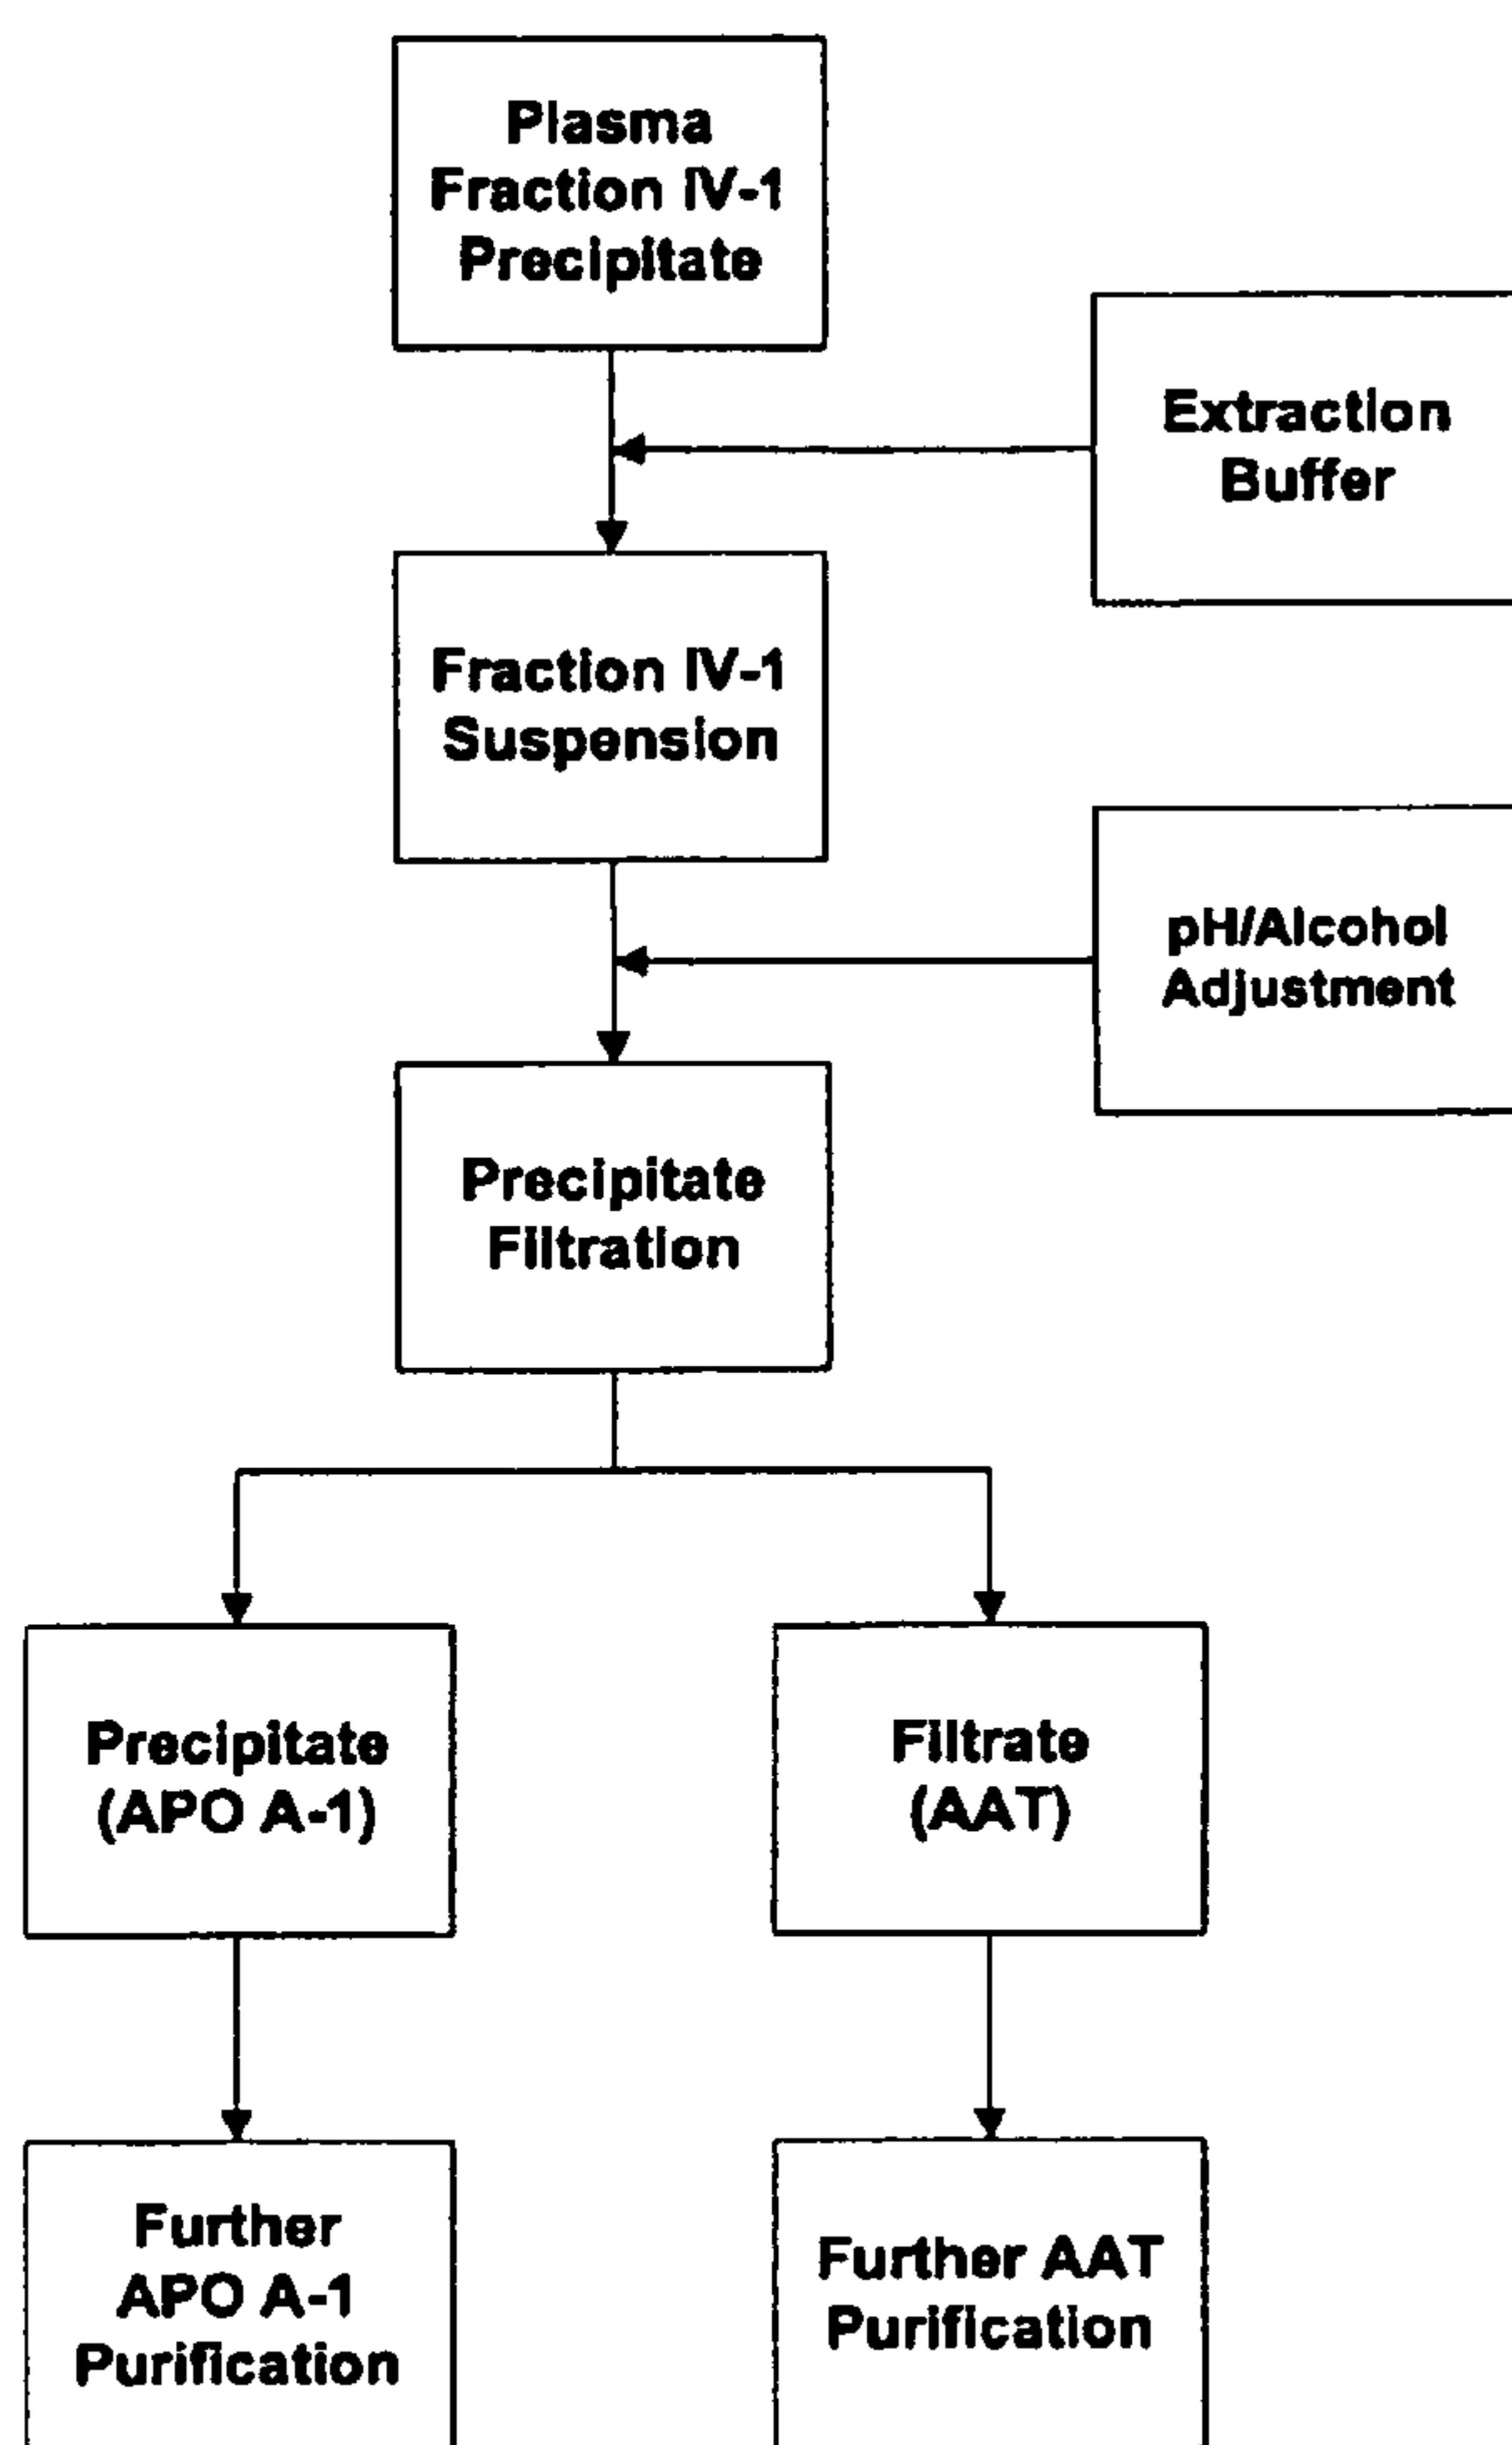 Plasma
Fraction IV-1
Precipitate
Extraction
Buffer
Fraction IV-1
Suspension
pH/Alcohol
Adjustment
Precipitate
Filtration
Precipitate
(APO A-1)
Filtrate
(AAT)
Further
APO A-1
Purification
Further AAT
Purification